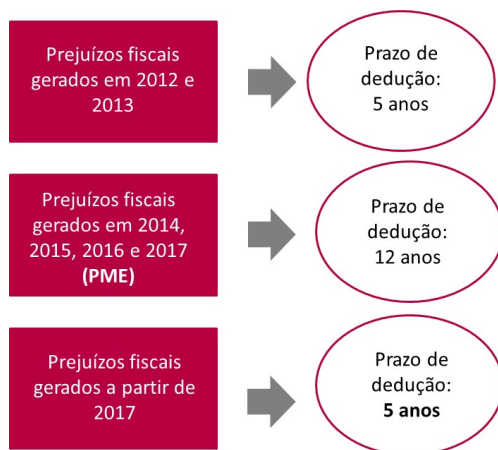 Prejuízos fiscais
gerados em 2012 e
2013
Prazo de
dedução:
5 anos
Prejuízos fiscais
gerados em 2014,
2015, 2016 e 2017
(PME)
Prazo de
dedução:
12 anos
Prejuízos fiscais
gerados a partir de
2017
Prazo de
dedução:
5 anos